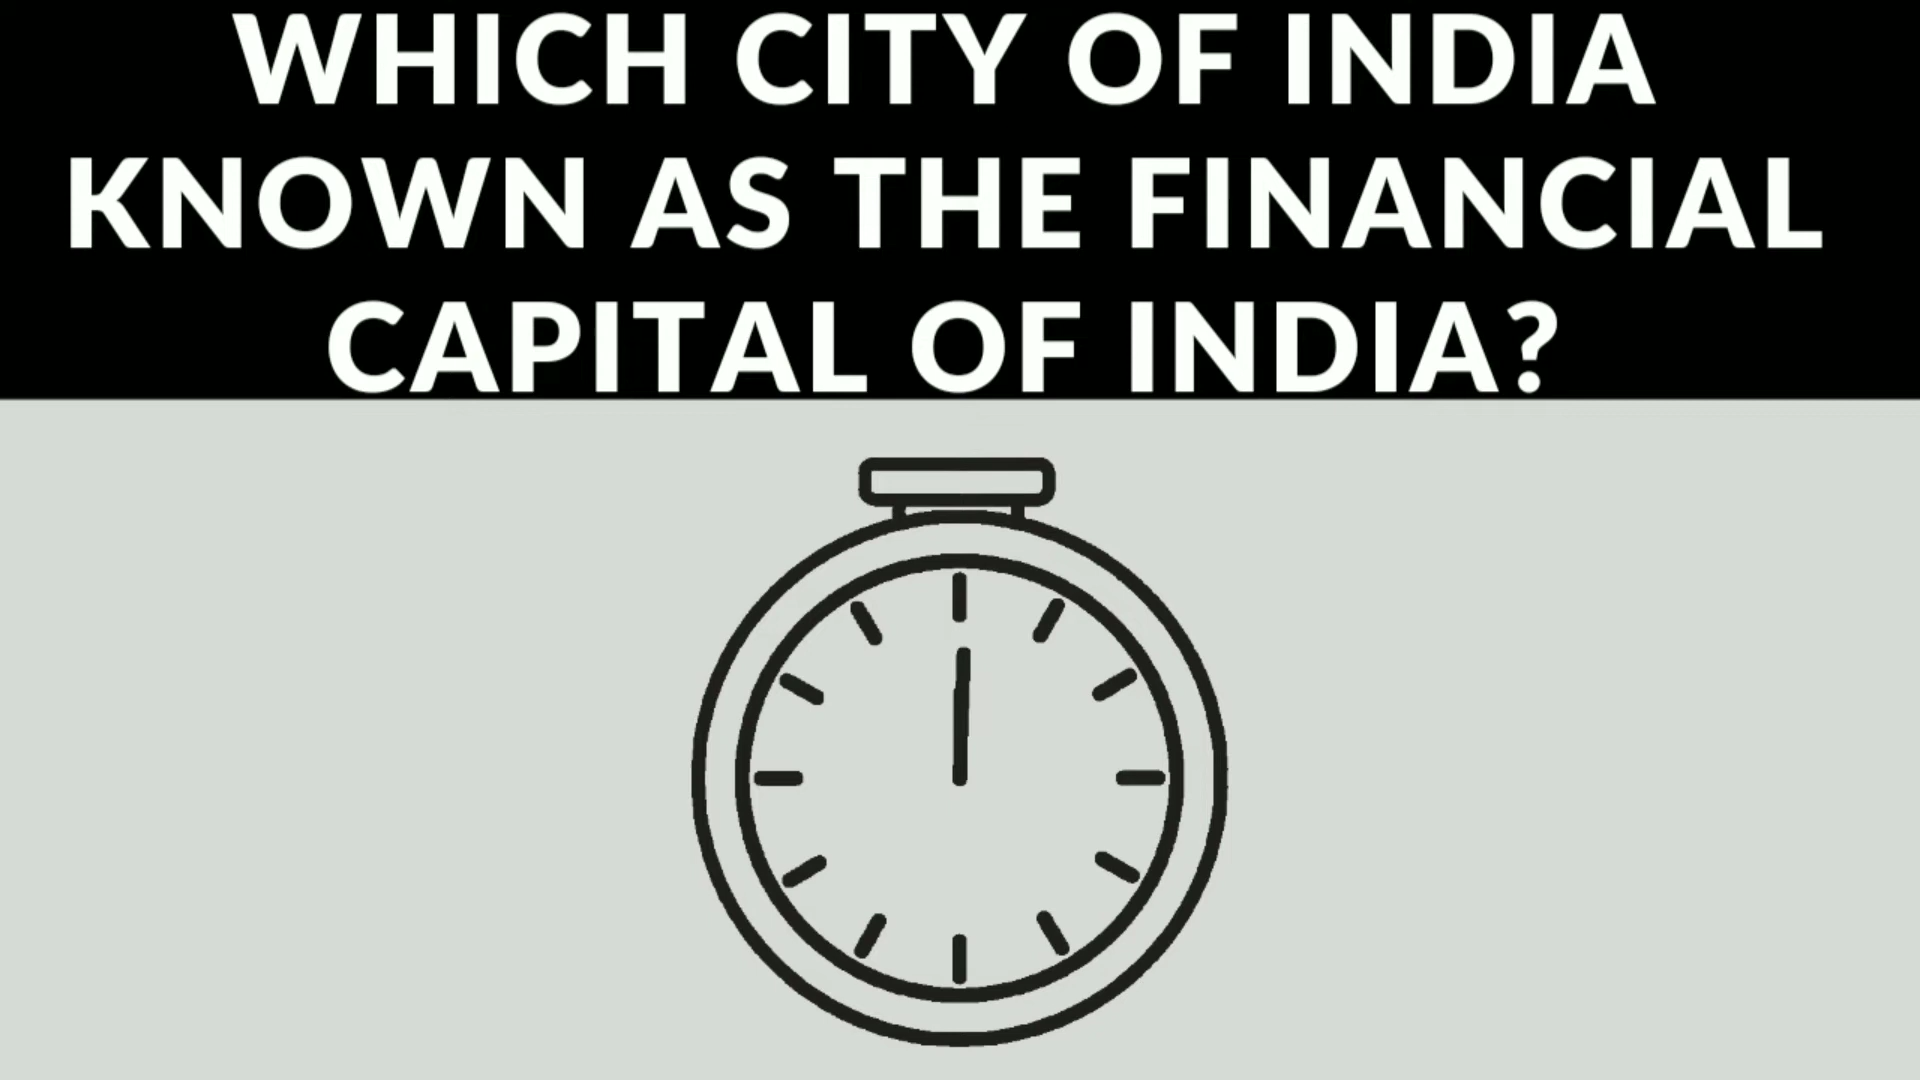 WHICH CITY OF INDIA
KNOWN AS THE FINANCIAL
CAPITAL OF INDIA?